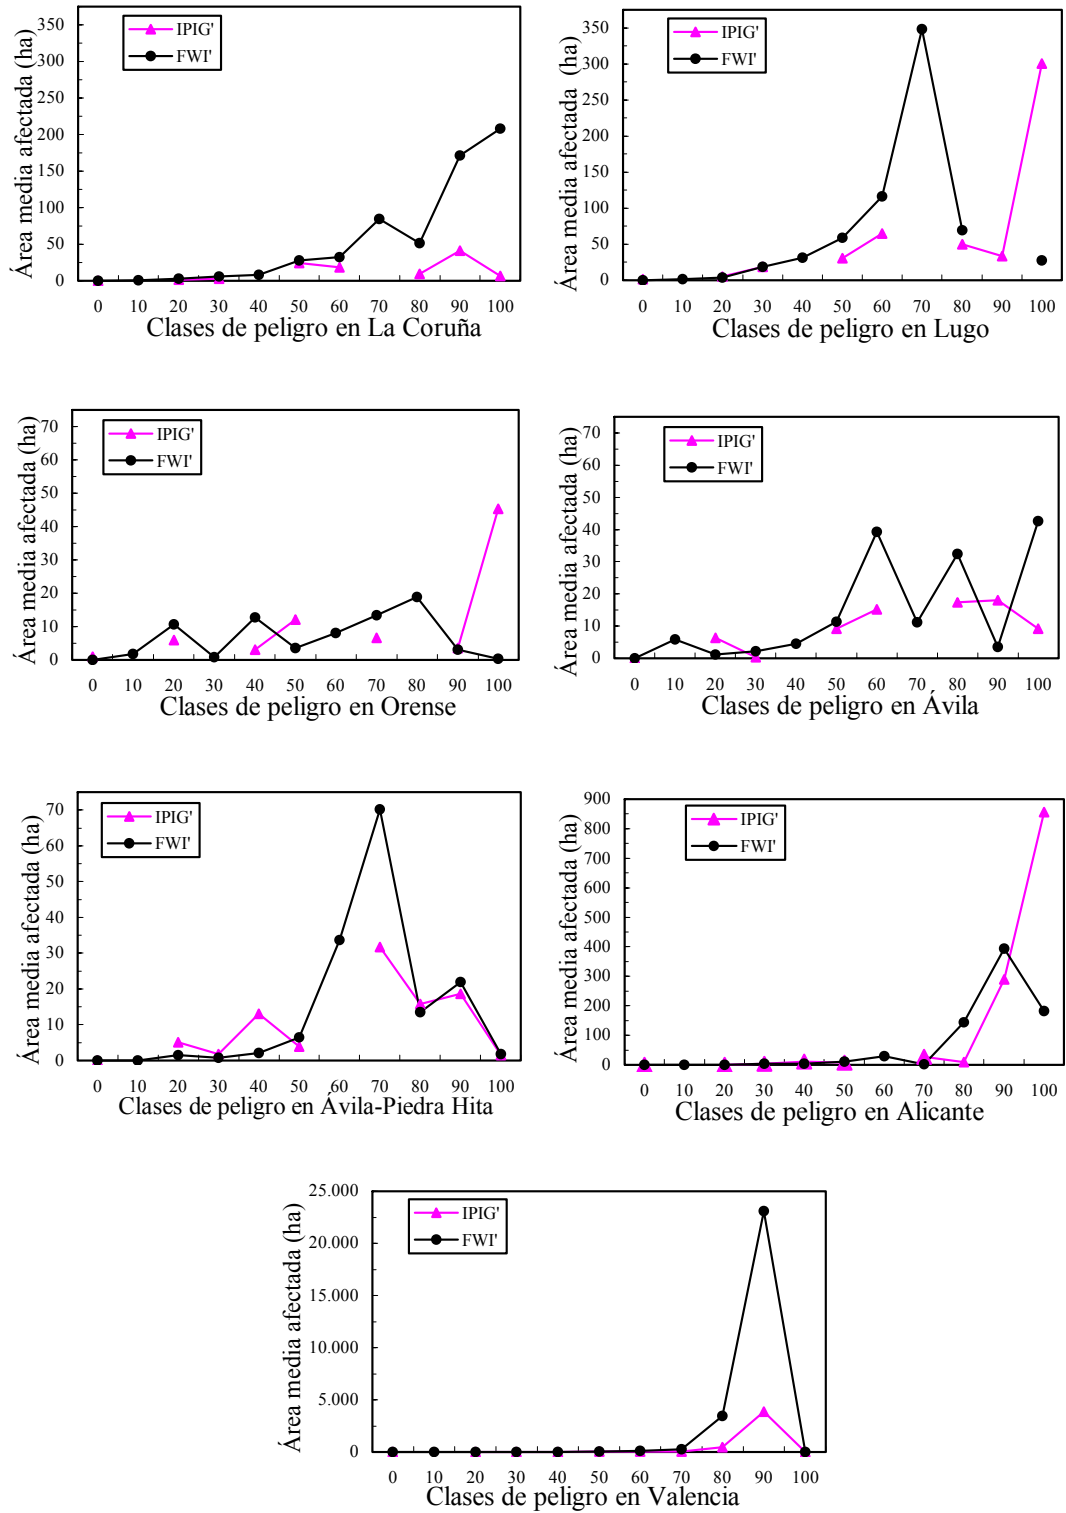 Área media afectada (ha)
350
300
250
200
150
100
50
0
IPIG'
FWI'
0 10 20 30 40 50 60 70 80 90 100
Clases de peligro en La Coruña
Área media afectada (ha)
350
300
250
200
150
100
50
0
IPIG'
FWI'
0 10 20 30 40 50 60 70 80 90 100
Clases de peligro en Lugo
Área media afectada (ha)
70
60
50
40
30
20
10
0
IPIG'
FWI'
0 10 20 30 40 50 60 70 80 90 100
Clases de peligro en Orense
Área media afectada (ha)
70
60
50
40
30
20
10
0
IPIG'
FWI'
0 10 20 30 40 50 60 70 80 90 100
Clases de peligro en Ávila
Área media afectada (ha)
70
60
50
40
30
20
10
0
IPIG'
FWI'
0 10 20 30 40 50 60 70 80 90 100
Clases de peligro en Ávila-Piedra Hita
Área media afectada (ha)
900
800
700
600
500
400
300
200
100
0
IPIG'
FWI'
0 10 20 30 40 50 60 70 80 90 100
Clases de peligro en Alicante
Área media afectada (ha)
25.000
20.000
15.000
10.000
5.000
0
IPIG'
FWI'
0 10 20 30 40 50 60 70 80 90 100
Clases de peligro en Valencia